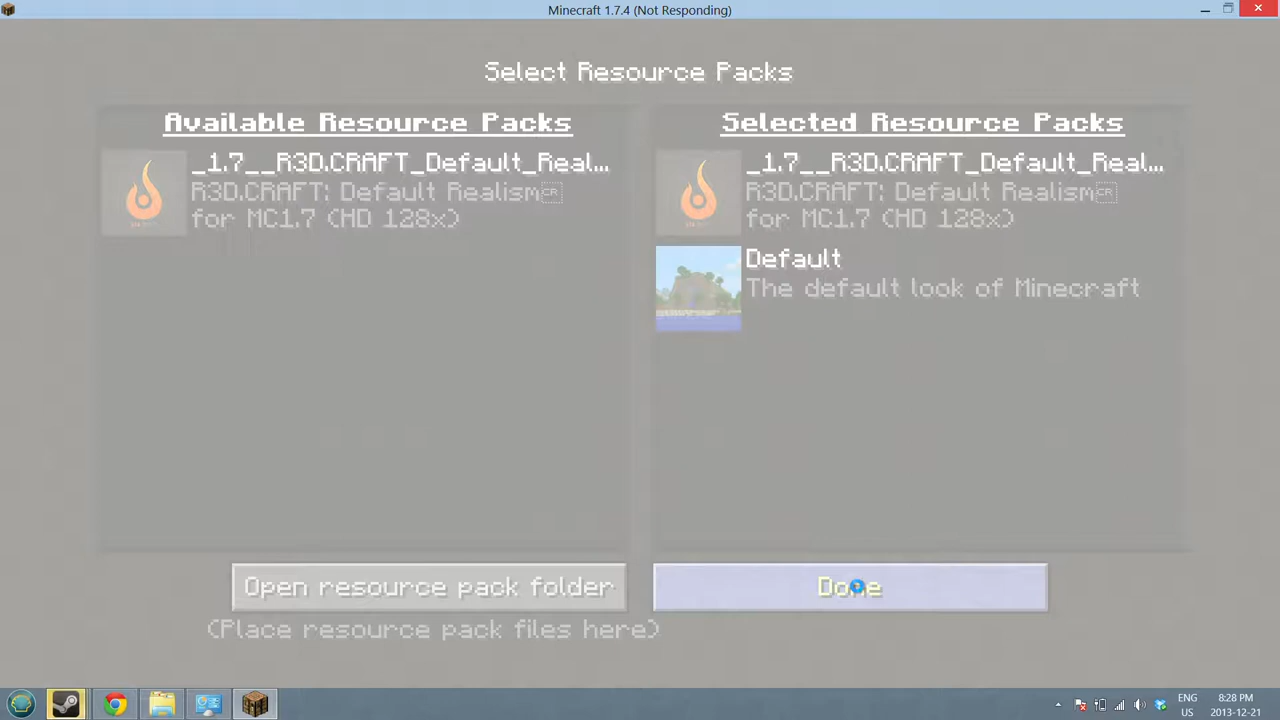 Minecraft 1.7.4 (Not Responding)
Select Resource Packs
Available Resource Packs
_1.7__R3D.CRAFT_Default_Real...
R3D.CRAFT: Default Realism
for MC1.7 (HD 128x)
Selected Resource Packs
_1.7__R3D.CRAFT_Default_Real...
R3D.CRAFT: Default Realism
for MC1.7 (HD 128x)
Default
The default look of Minecraft
Open resource pack folder
Done
(Place resource pack files here)
ENG
US
8:28 PM
2013-12-21